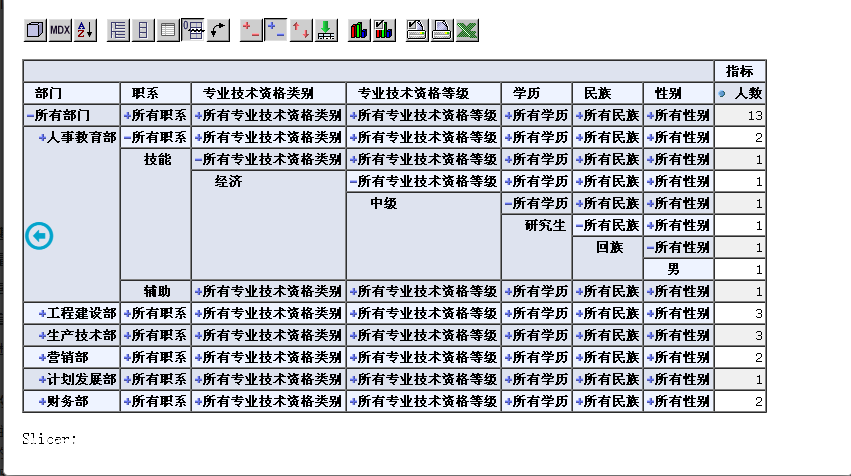 MDX A Z
指标
部门 职系 专业技术资格类别 专业技术资格等级 学历 民族 性别 人数
-所有部门 +所有职系 +所有专业技术资格类别 +所有专业技术资格等级 +所有学历 +所有民族 +所有性别 13
+人事教育部 -所有职系 +所有专业技术资格类别 +所有专业技术资格等级 +所有学历 +所有民族 +所有性别 2
技能 -所有专业技术资格类别 +所有专业技术资格等级 +所有学历 +所有民族 +所有性别 1
经济 -所有专业技术资格等级 +所有学历 +所有民族 +所有性别 1
中级 -所有学历 +所有民族 +所有性别 1
研究生 -所有民族 +所有性别 1
回族 -所有性别 1
男 1
辅助 +所有专业技术资格类别 +所有专业技术资格等级 +所有学历 +所有民族 +所有性别 1
+工程建设部 +所有职系 +所有专业技术资格类别 +所有专业技术资格等级 +所有学历 +所有民族 +所有性别 3
+生产技术部 +所有职系 +所有专业技术资格类别 +所有专业技术资格等级 +所有学历 +所有民族 +所有性别 3
+营销部 +所有职系 +所有专业技术资格类别 +所有专业技术资格等级 +所有学历 +所有民族 +所有性别 2
+计划发展部 +所有职系 +所有专业技术资格类别 +所有专业技术资格等级 +所有学历 +所有民族 +所有性别 1
+财务部 +所有职系 +所有专业技术资格类别 +所有专业技术资格等级 +所有学历 +所有民族 +所有性别 2
Slicer: